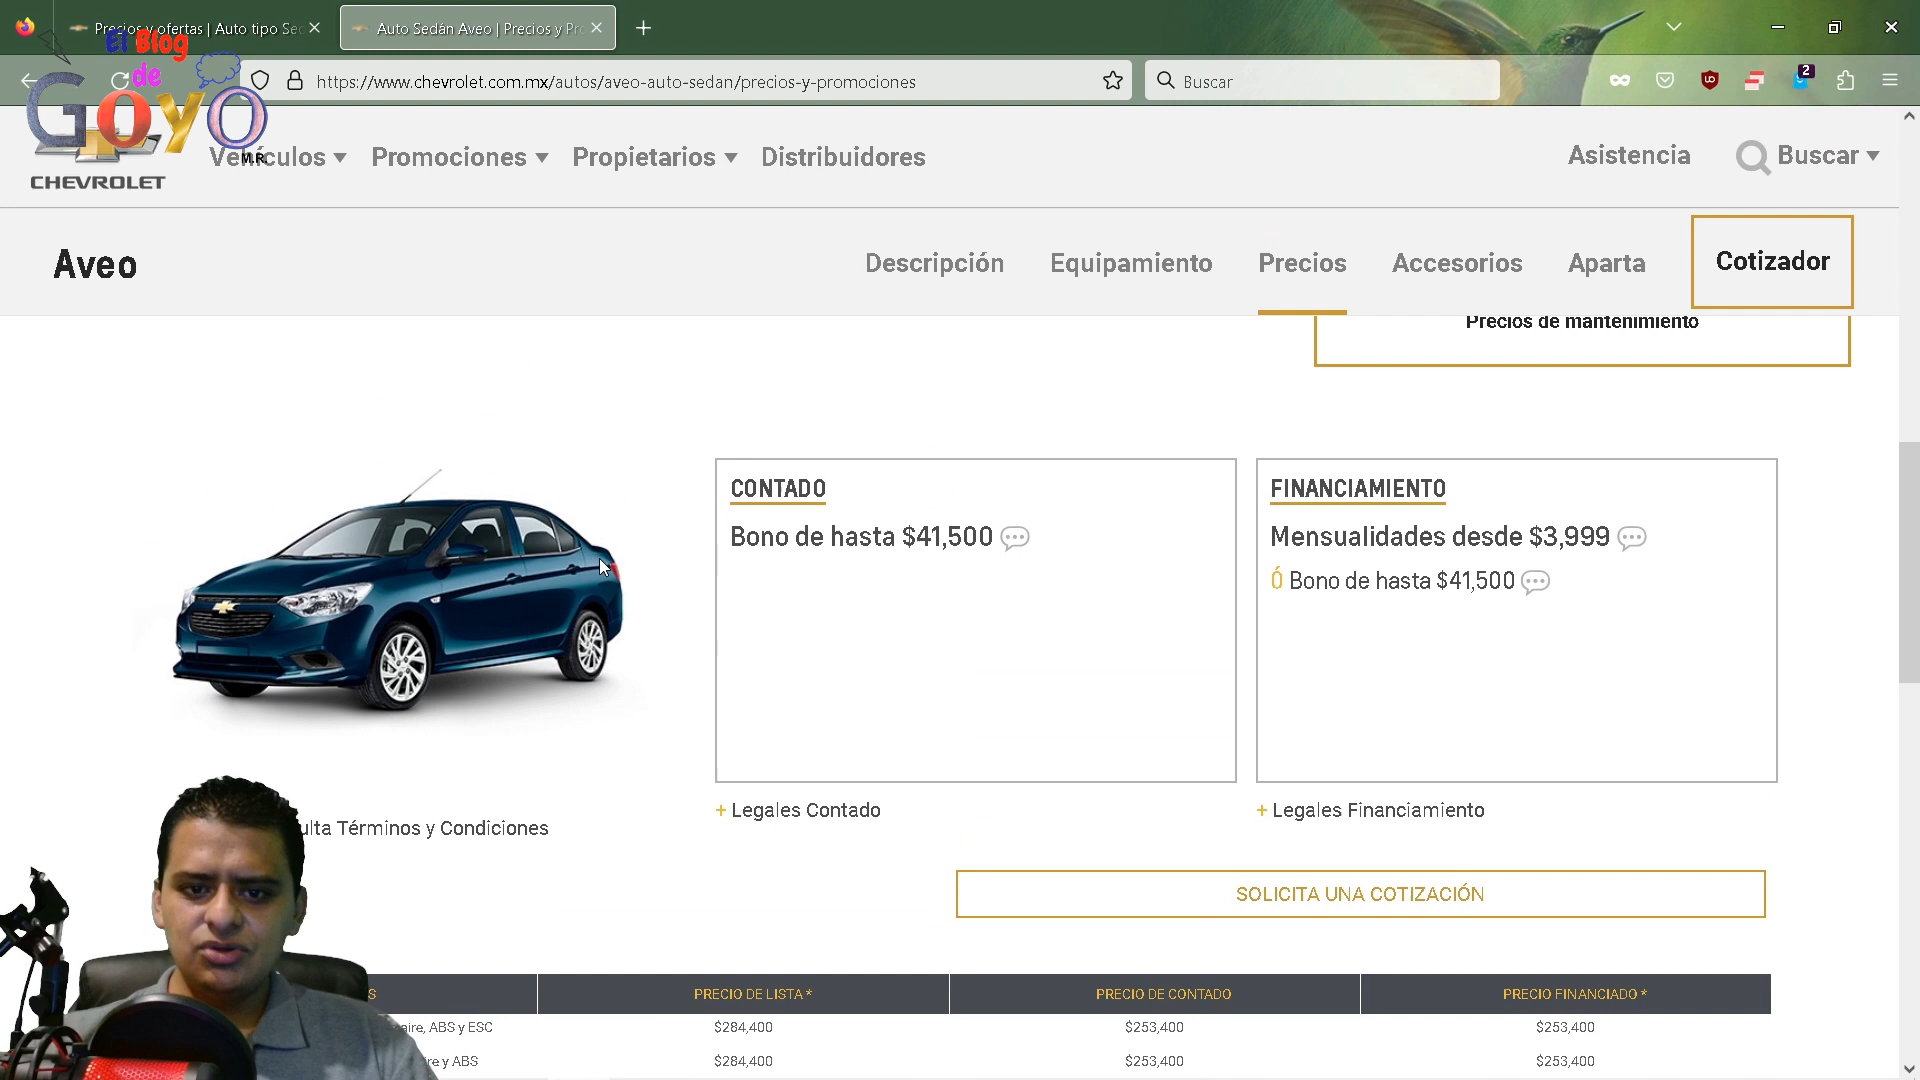 Precios y ofertas | Auto tipo Sec
Auto Sedán Aveo | Precios y Pro
El Blog
de
Goyo
M.R.
https://www.chevrolet.com.mx/autos/aveo-auto-sedan/precios-y-promociones
Buscar
2
CHEVROLET
Vehículos
Promociones
Propietarios
Distribuidores
Asistencia
Buscar
Aveo
Descripción
Equipamiento
Precios
Accesorios
Aparta
Cotizador
Precios de mantenimiento
CONTADO
Bono de hasta $41,500
FINANCIAMIENTO
Mensualidades desde $3,999
Ó Bono de hasta $41,500
+ Legales Contado
+ Legales Financiamiento
ulta Términos y Condiciones
SOLICITA UNA COTIZACIÓN
S
PRECIO DE LISTA *
PRECIO DE CONTADO
PRECIO FINANCIADO *
aire, ABS y ESC
$284,400
$253,400
$253,400
ire y ABS
$284,400
$253,400
$253,400